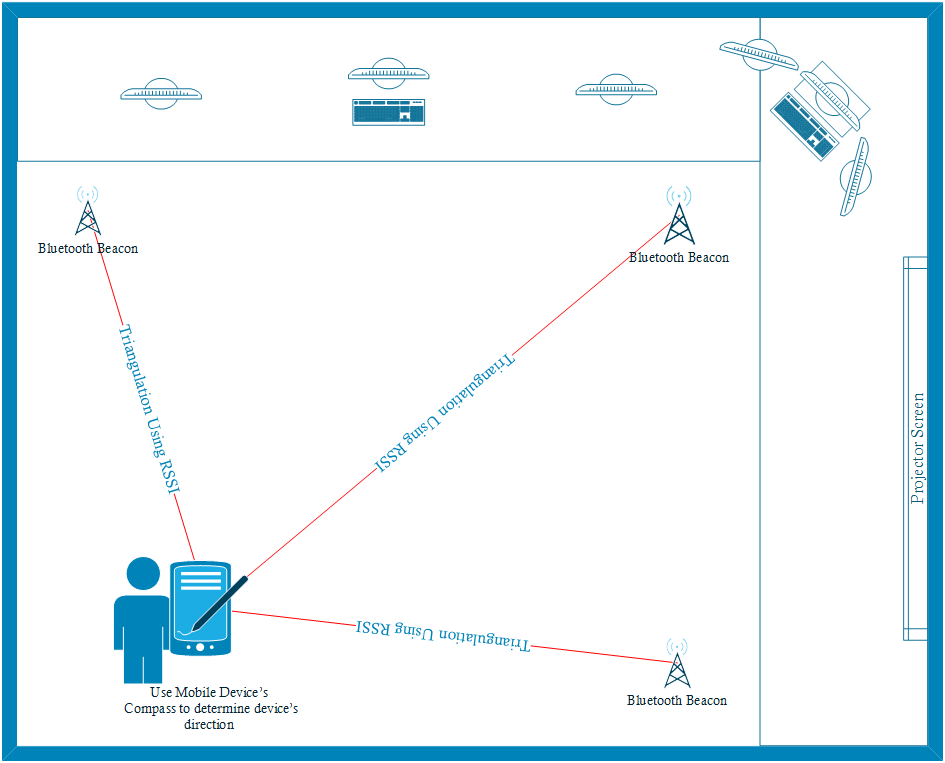 Bluetooth Beacon
Bluetooth Beacon
Triangulation Using RSSI
Triangulation Using RSSI
Projector Screen
Triangulation Using RSSI
Use Mobile Device's
Compass to determine device's
direction
Bluetooth Beacon